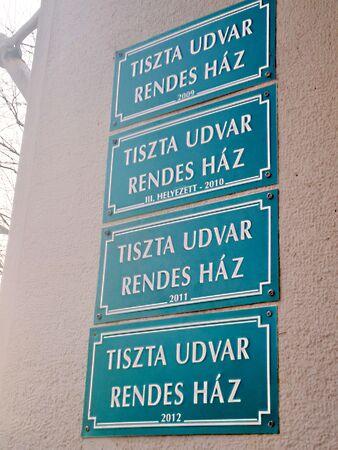 TISZTA UDVAR
RENDES HÁZ
2009
TISZTA UDVAR
RENDES HÁZ
III. HELYEZETT - 2010
TISZTA UDVAR
RENDES HÁZ
2011
TISZTA UDVAR
RENDES HÁZ
2012